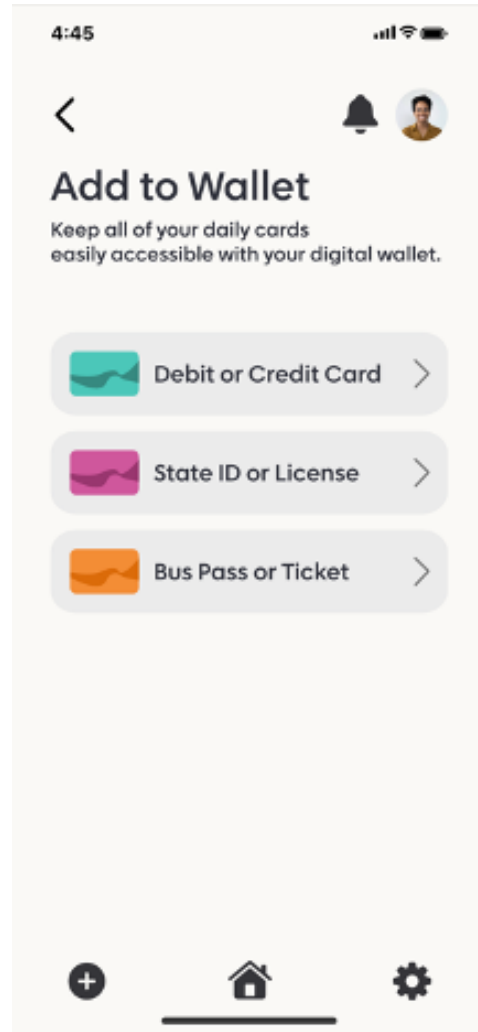 4:45
Add to Wallet
Keep all of your daily cards
easily accessible with your digital wallet.
Debit or Credit Card
State ID or License
Bus Pass or Ticket